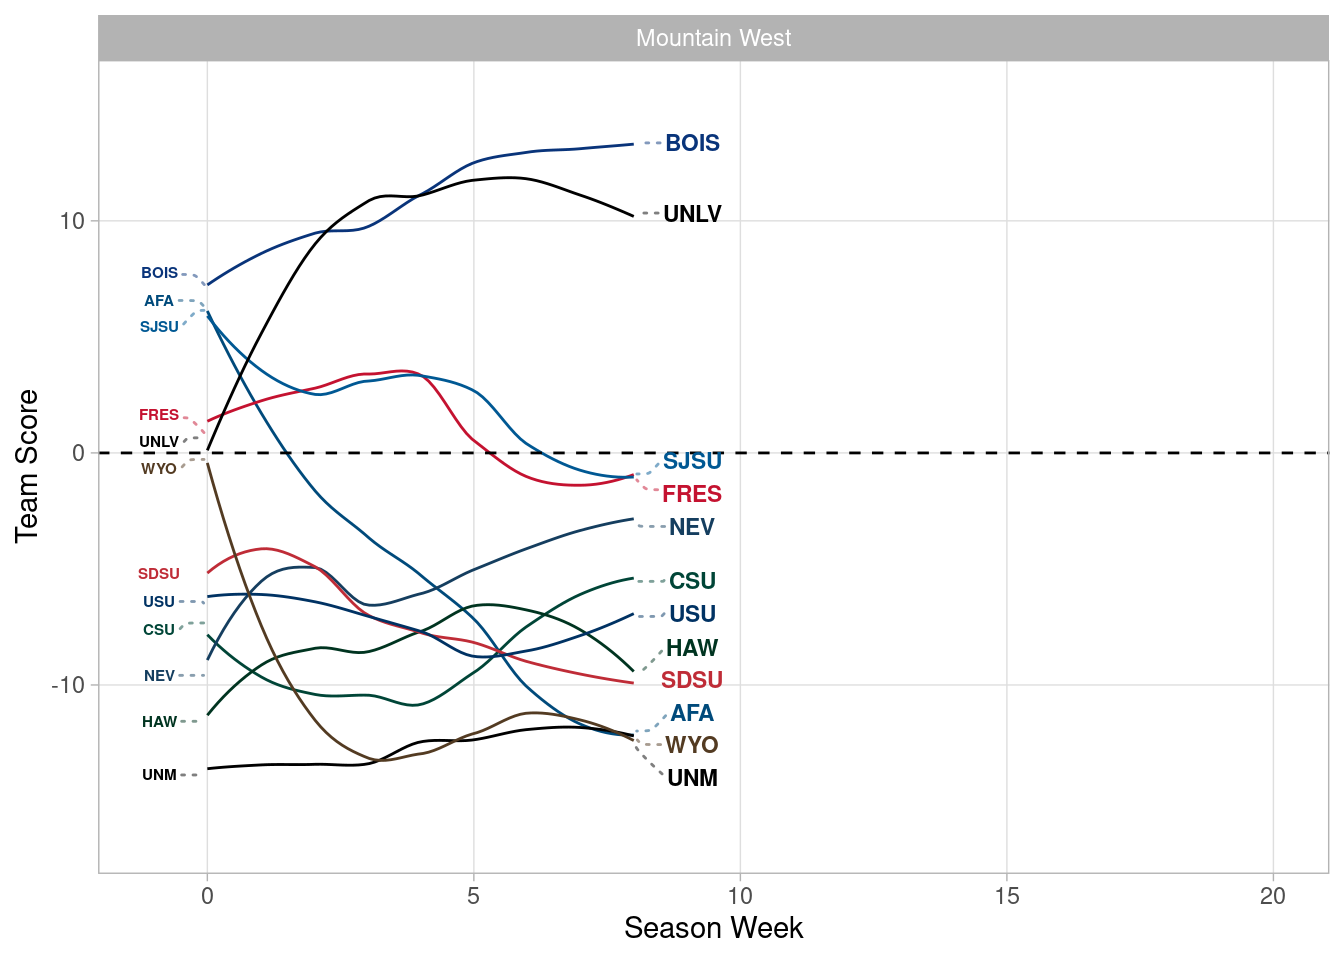 Mountain West
Team Score
10
0
-10
BOIS
AFA
SJSU
FRES
UNLV
WYO
SDSU
USU
CSU
NEV
HAW
UNM
BOIS
UNLV
SJSU
FRES
NEV
CSU
USU
HAW
SDSU
AFA
WYO
UNM
0 5 10 15 20
Season Week